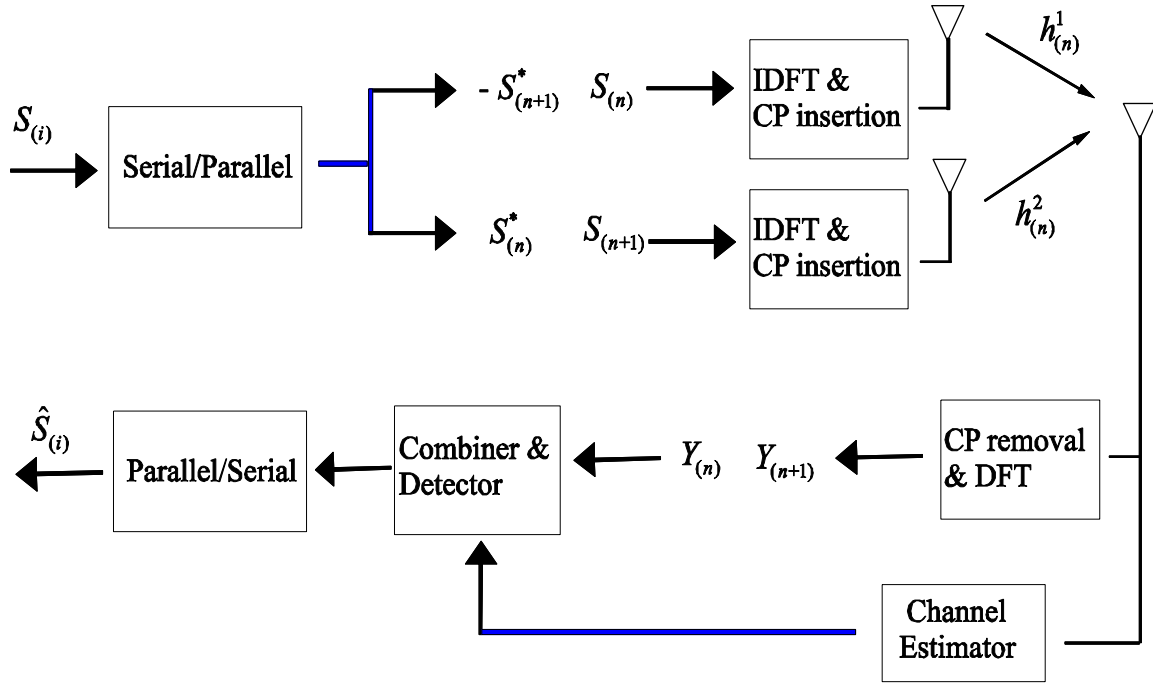 S(i)
Serial/Parallel
- S*(n+1) S(n)
IDFT &
CP insertion
h1(n)
S*(n) S(n+1)
IDFT &
CP insertion
h2(n)
Ŝ(i)
Parallel/Serial
Combiner &
Detector
Y(n) Y(n+1)
CP removal
& DFT
Channel
Estimator